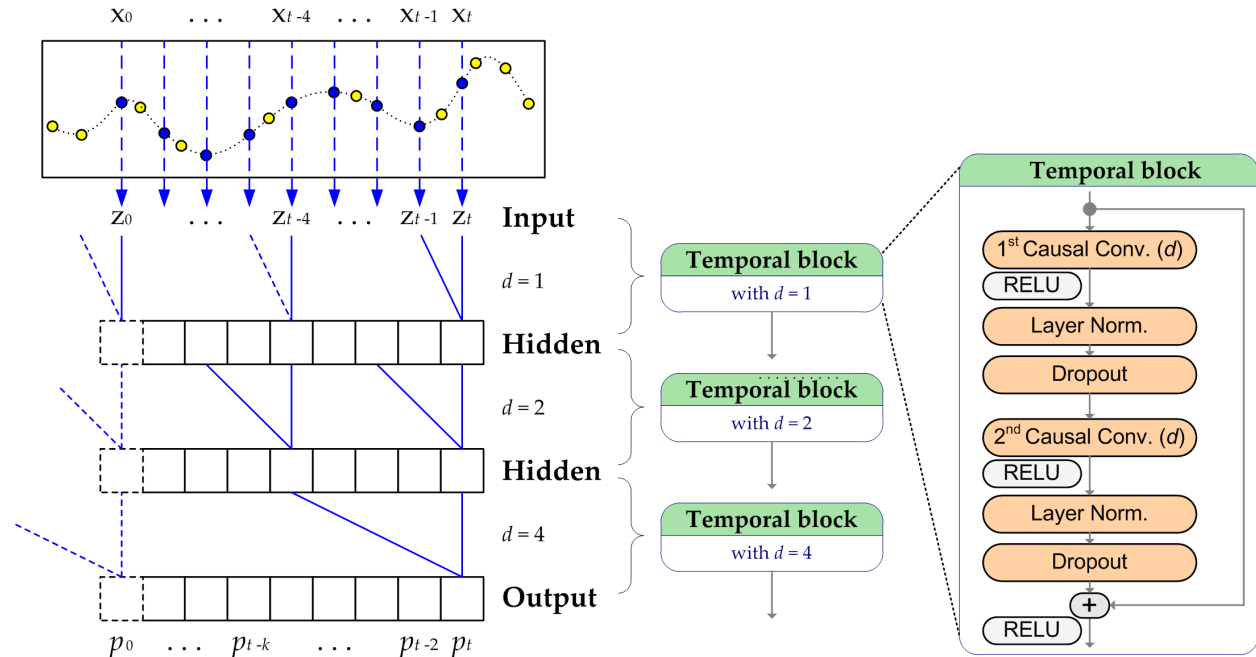 x0 . . . xt-4 . . . xt-1 xt
z0 . . . zt-4 . . . zt-1 zt
Input
d = 1
Hidden
d = 2
Hidden
d = 4
Output
p0 . . . pt-k . . . pt-2 pt
Temporal block
with d = 1
Temporal block
. . . . . . . . . .
with d = 2
Temporal block
with d = 4
Temporal block
1st Causal Conv. (d)
RELU
Layer Norm.
Dropout
2nd Causal Conv. (d)
RELU
Layer Norm.
Dropout
+
RELU